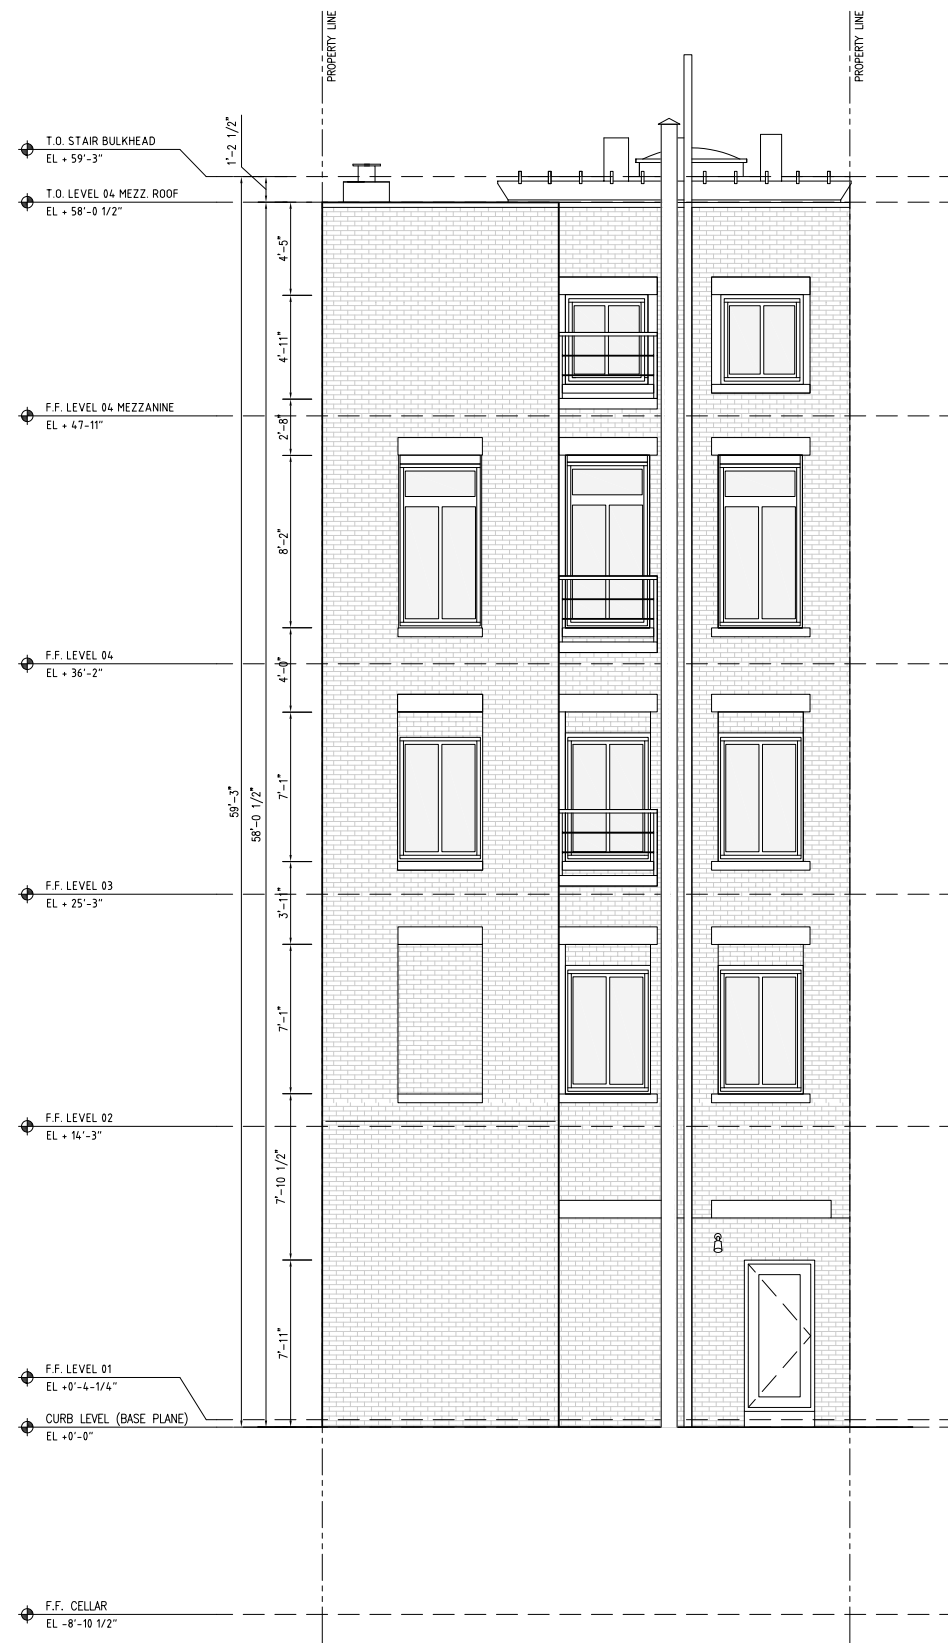 PROPERTY LINE
PROPERTY LINE
T.O. STAIR BULKHEAD
EL + 59'-3"
1'-2 1/2"
T.O. LEVEL 04 MEZZ. ROOF
EL + 58'-0 1/2"
4'-5"
4'-11"
F.F. LEVEL 04 MEZZANINE
EL + 47-11"
2'-8"
8'-2"
F.F. LEVEL 04
EL + 36'-2"
4'-0"
59'-3"
58'-0 1/2"
7'-1"
F.F. LEVEL 03
EL + 25'-3"
3'-11"
7'-1"
F.F. LEVEL 02
EL + 14'-3"
7'-10 1/2"
7'-11"
F.F. LEVEL 01
EL +0'-4-1/4"
CURB LEVEL (BASE PLANE)
EL +0'-0"
F.F. CELLAR
EL -8'-10 1/2"